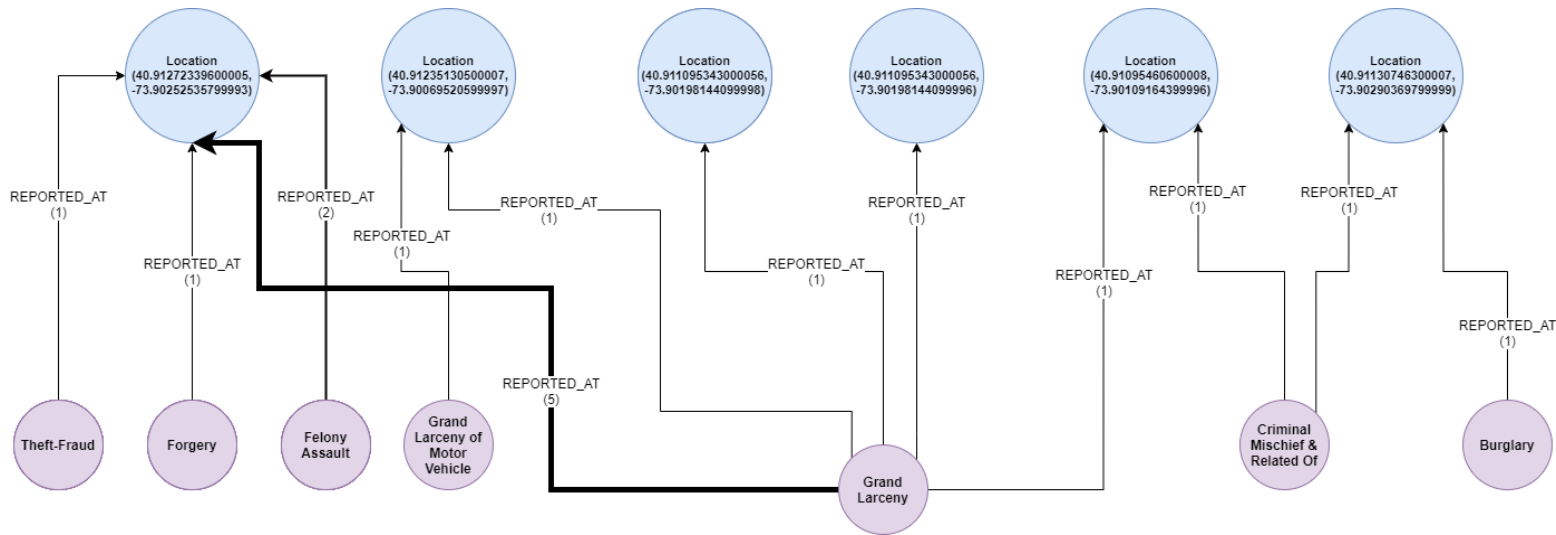 Location
(40.91272339600005,
-73.90252535799993)
Location
(40.91235130500007,
-73.90069520599997)
Location
(40.911095343000056,
-73.90198144099998)
Location
(40.911095343000056,
-73.90198144099996)
Location
(40.91095460600008,
-73.90109164399996)
Location
(40.91130746300007,
-73.90290369799999)
REPORTED_AT
(1)
REPORTED_AT
(1)
REPORTED_AT
(2)
REPORTED_AT
(1)
REPORTED_AT
(1)
REPORTED_AT
(1)
REPORTED_AT
(1)
REPORTED_AT
(1)
REPORTED_AT
(1)
REPORTED_AT
(1)
REPORTED_AT
(1)
REPORTED_AT
(5)
Theft-Fraud
Forgery
Felony
Assault
Grand
Larceny of
Motor
Vehicle
Grand
Larceny
Criminal
Mischief &
Related Of
Burglary